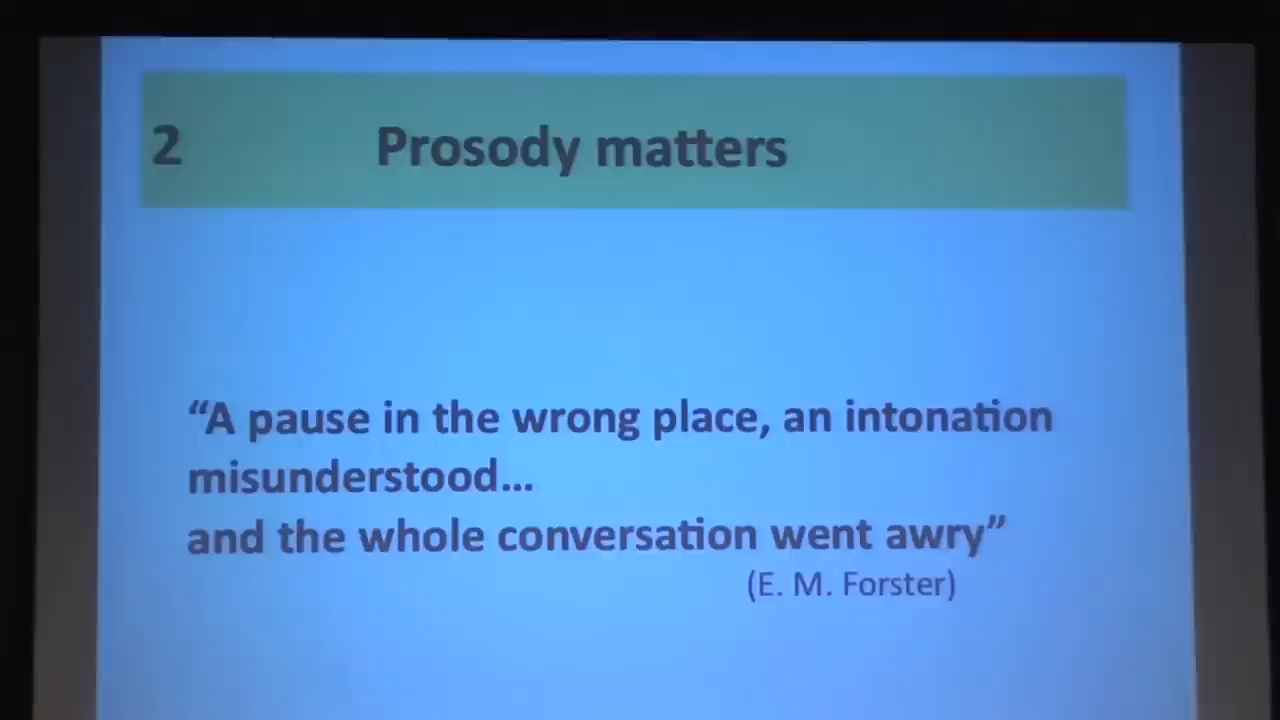 2 Prosody matters
“A pause in the wrong place, an intonation
misunderstood…
and the whole conversation went awry”
(E. M. Forster)